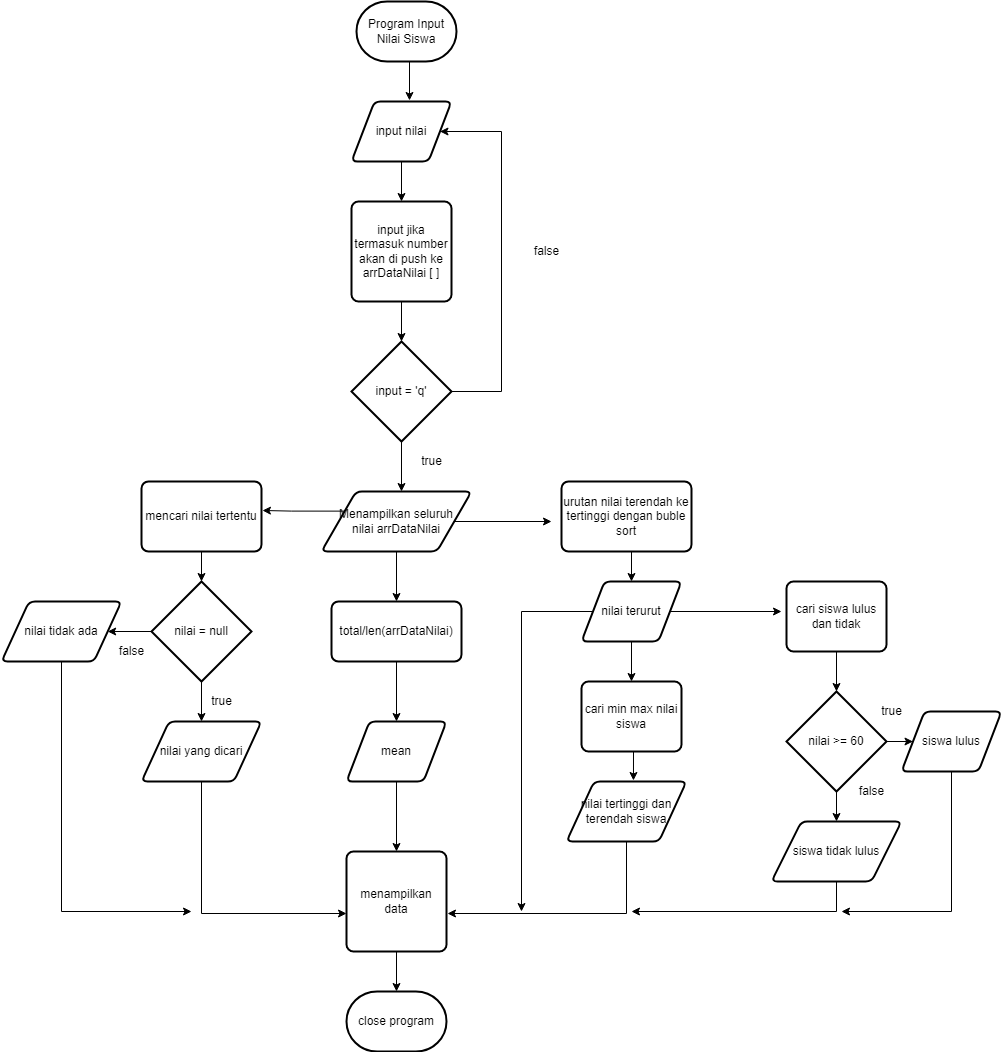 Program Input
Nilai Siswa
input nilai
input jika
termasuk number
akan di push ke
arrDataNilai [ ]
false
input = 'q'
true
mencari nilai tertentu
Menampilkan seluruh
nilai arrDataNilai
urutan nilai terendah ke
tertinggi dengan buble
sort
nilai tidak ada
false
nilai = null
true
nilai yang dicari
total/len(arrDataNilai)
mean
nilai terurut
cari min max nilai
siswa
nilai tertinggi dan
terendah siswa
cari siswa lulus
dan tidak
nilai >= 60
true
siswa lulus
false
siswa tidak lulus
menampilkan
data
close program